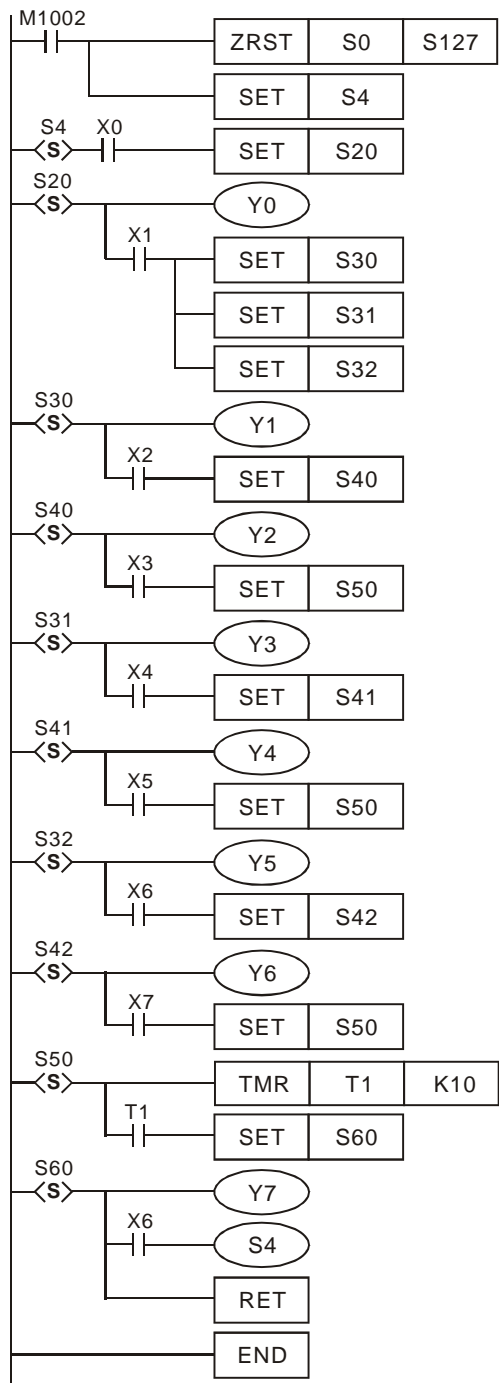 M1002
ZRST S0 S127
SET S4
S4 X0
S SET S20
S20
S Y0
X1
SET S30
SET S31
SET S32
S30
S Y1
X2
SET S40
S40
S Y2
X3
SET S50
S31
S Y3
X4
SET S41
S41
S Y4
X5
SET S50
S32
S Y5
X6
SET S42
S42
S Y6
X7
SET S50
S50
S TMR T1 K10
T1
SET S60
S60
S Y7
X6
S4
RET
END